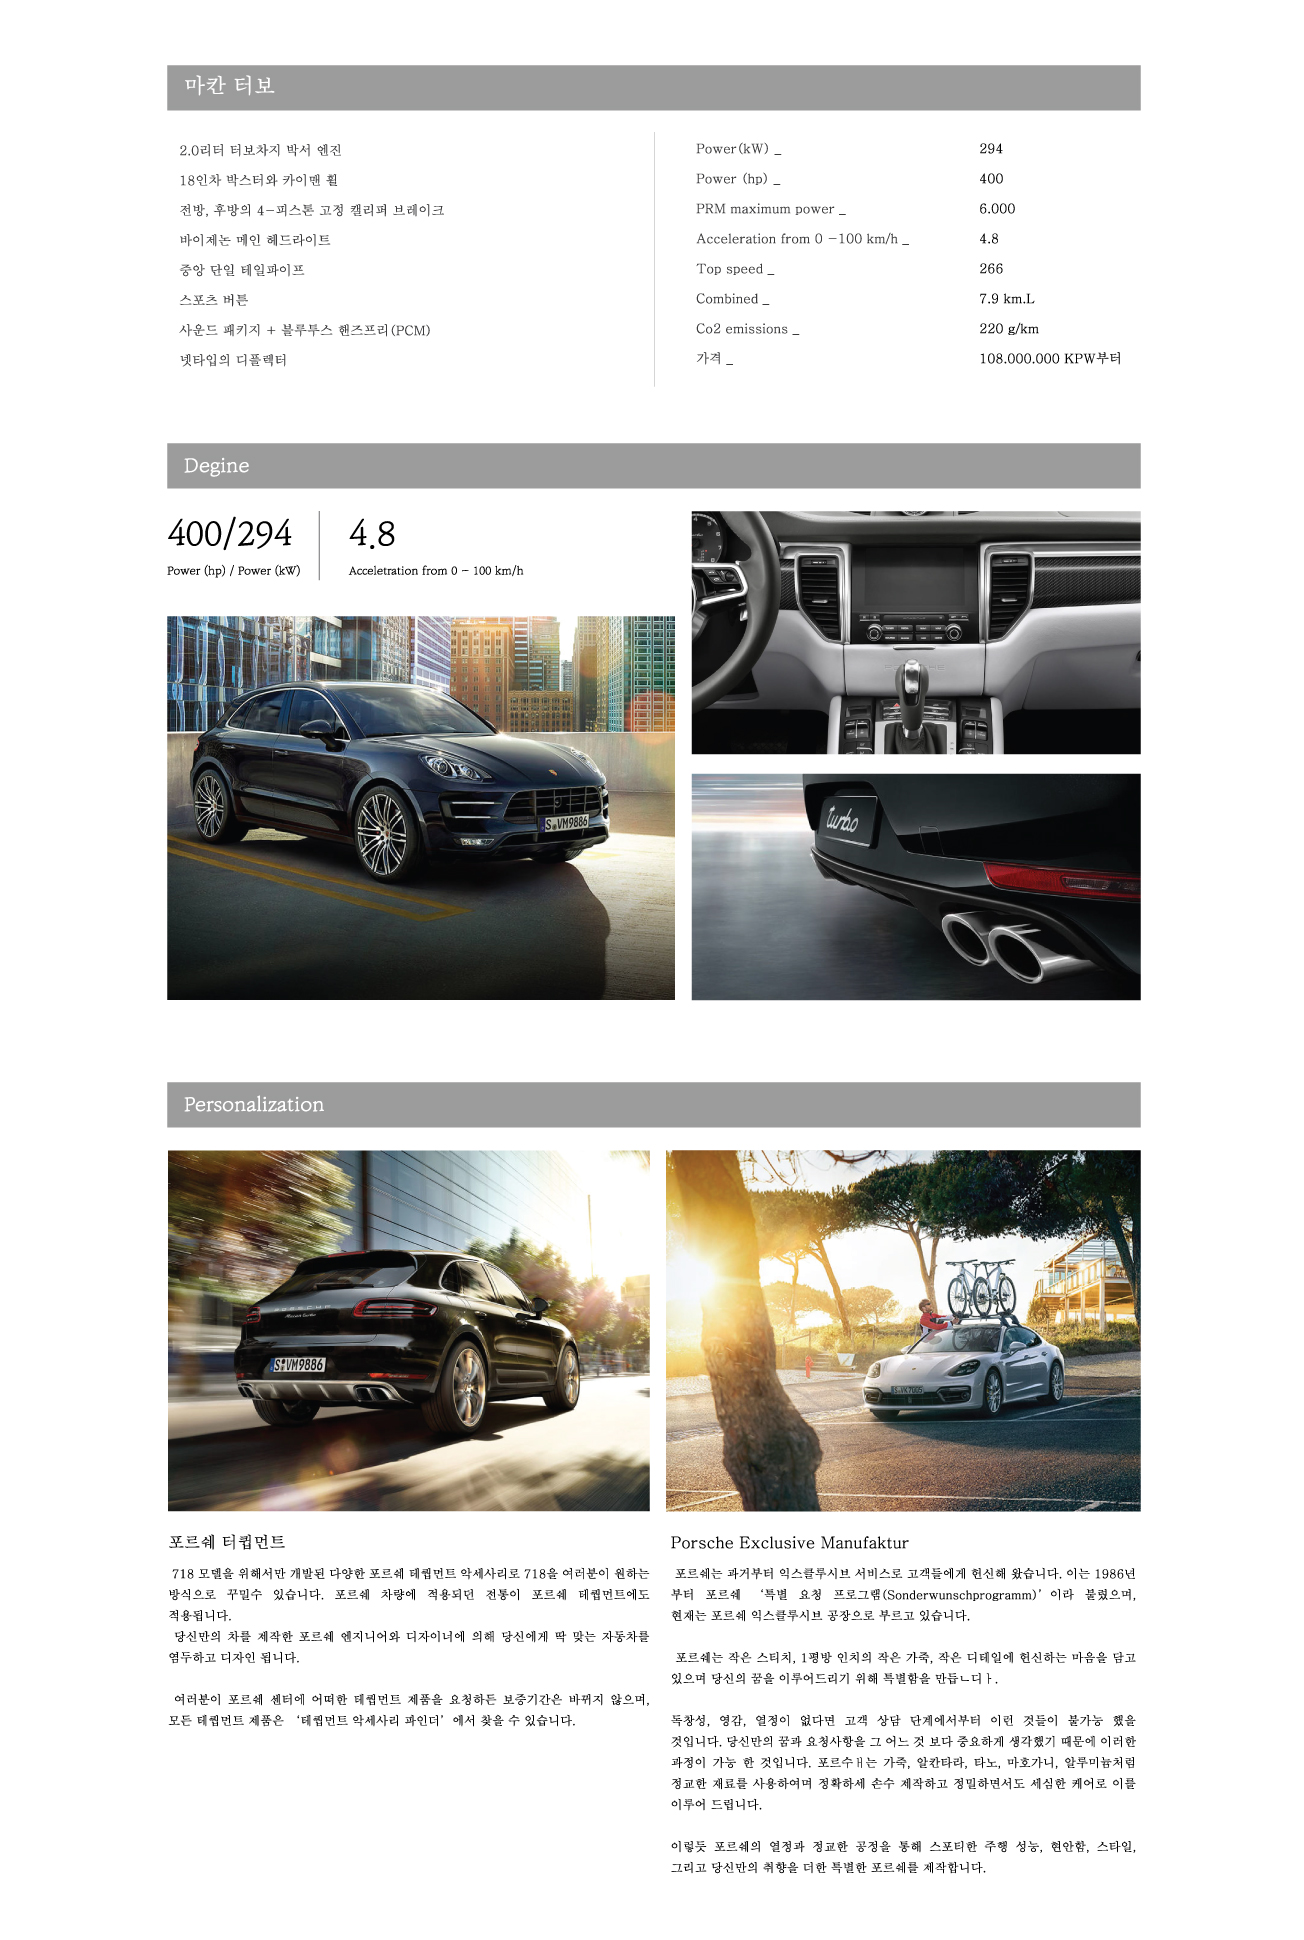 마칸 터보
2.0리터 터보차지 박서 엔진
18인차 박스터와 카이맨 휠
전방, 후방의 4-피스톤 고정 캘리퍼 브레이크
바이제논 메인 헤드라이트
중앙 단일 테일파이프
스포츠 버튼
사운드 패키지 + 블루투스 핸즈프리(PCM)
넷타입의 디플렉터
Power(kW) _ 294
Power (hp) _ 400
PRM maximum power _ 6.000
Acceleration from 0 -100 km/h _ 4.8
Top speed _ 266
Combined _ 7.9 km.L
Co2 emissions _ 220 g/km
가격 _ 108.000.000 KPW부터
Degine
400/294
Power (hp) / Power (kW)
4.8
Acceletration from 0 - 100 km/h
S VM9886
turbo
Personalization
PORSCHE
Macan turbo
S VM9886
S VK7005
포르쉐 터큅먼트
718 모델을 위해서만 개발된 다양한 포르쉐 테큅먼트 악세사리로 718을 여러분이 원하는
방식으로 꾸밀수 있습니다. 포르쉐 차량에 적용되던 전통이 포르쉐 테큅먼트에도
적용됩니다.
당신만의 차를 제작한 포르쉐 엔지니어와 디자이너에 의해 당신에게 딱 맞는 자동차를
염두하고 디자인 됩니다.
여러분이 포르쉐 센터에 어떠한 테큅먼트 제품을 요청하든 보증기간은 바뀌지 않으며,
모든 테큅먼트 제품은 ‘테큅먼트 악세사리 파인더’ 에서 찾을 수 있습니다.
Porsche Exclusive Manufaktur
포르쉐는 과거부터 익스클루시브 서비스로 고객들에게 헌신해 왔습니다. 이는 1986년
부터 포르쉐 ‘특별 요청 프로그램(Sonderwunschprogramm)’ 이라 불렸으며,
현재는 포르쉐 익스클루시브 공장으로 부르고 있습니다.
포르쉐는 작은 스티치, 1평방 인치의 작은 가죽, 작은 디테일에 헌신하는 마음을 담고
있으며 당신의 꿈을 이루어드리기 위해 특별함을 만듭ㄴ디ㅏ.
독창성, 영감, 열정이 없다면 고객 상담 단계에서부터 이런 것들이 불가능 했을
것입니다. 당신만의 꿈과 요청사항을 그 어느 것 보다 중요하게 생각했기 때문에 이러한
과정이 가능 한 것입니다. 포르수ㅐ는 가죽, 알칸타라, 타노, 마호가니, 알루미늄처럼
정교한 재료를 사용하여며 정확하세 손수 제작하고 정밀하면서도 세심한 케어로 이를
이루어 드립니다.
이렇듯 포르쉐의 열정과 정교한 공정을 통해 스포티한 주행 성능, 현안함, 스타일,
그리고 당신만의 취향을 더한 특별한 포르쉐를 제작합니다.